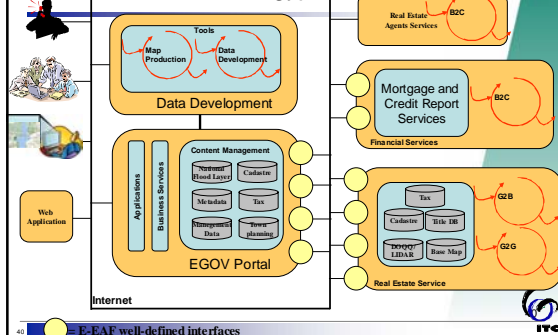 Real Estate
Agents Services
B2C
Tools
Map
Production
Data
Development
Data Development
Mortgage and
Credit Report
Services
B2C
Financial Services
Content Management
Applications
Business Services
National
Flood Layer
Cadastre
Metadata
Tax
Management
Data
Town
planning
EGOV Portal
Web
Application
Tax
Cadastre
Title DB
DOQQ/
LIDAR
Base Map
G2B
G2G
Real Estate Service
Internet
40
= E-EAF well-defined interfaces